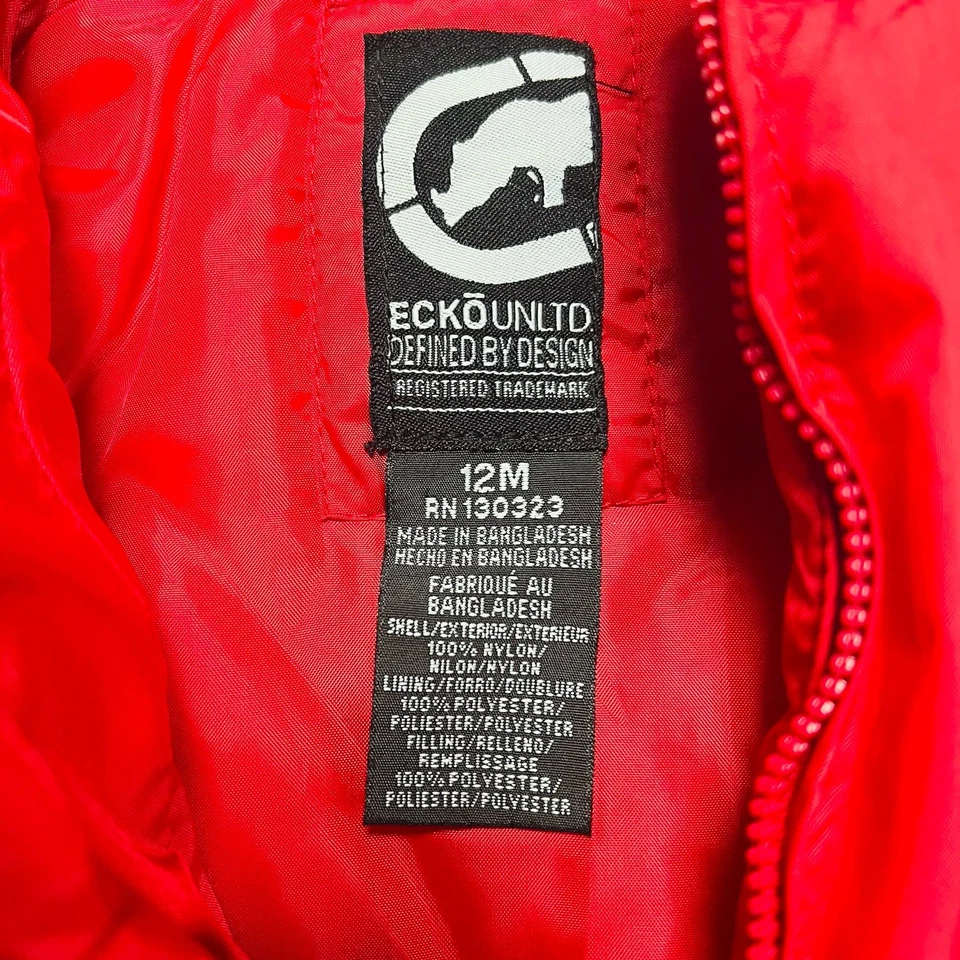 ECKŌUNLTD.
DEFINED BY DESIGN
REGISTERED TRADEMARK
12M
RN 130323
MADE IN BANGLADESH
HECHO EN BANGLADESH
FABRIQUÉ AU
BANGLADESH
SHELL/EXTERIOR/EXTERIEUR
100% NYLON/
NILON/NYLON
LINING/FORRO/DOUBLURE
100% POLYESTER/
POLIESTER/POLYESTER
FILLING/RELLENO/
REMPLISSAGE
100% POLYESTER/
POLIESTER/POLYESTER